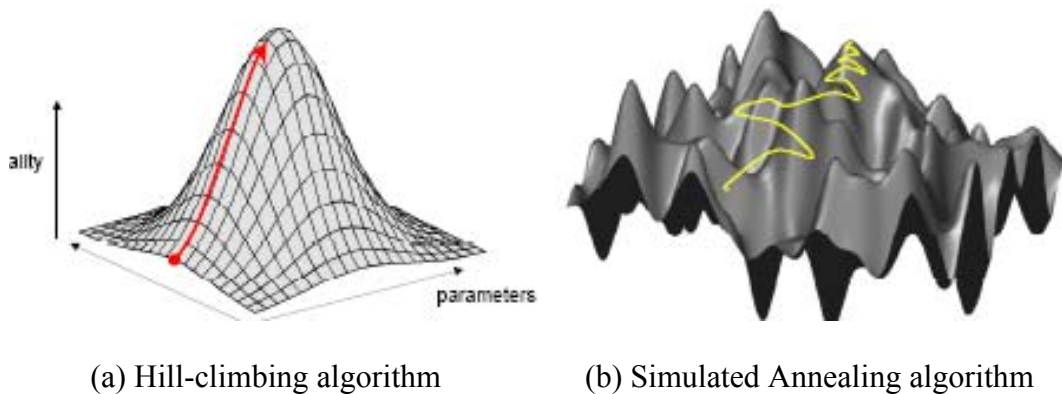 ality
parameters
(a) Hill-climbing algorithm
(b) Simulated Annealing algorithm